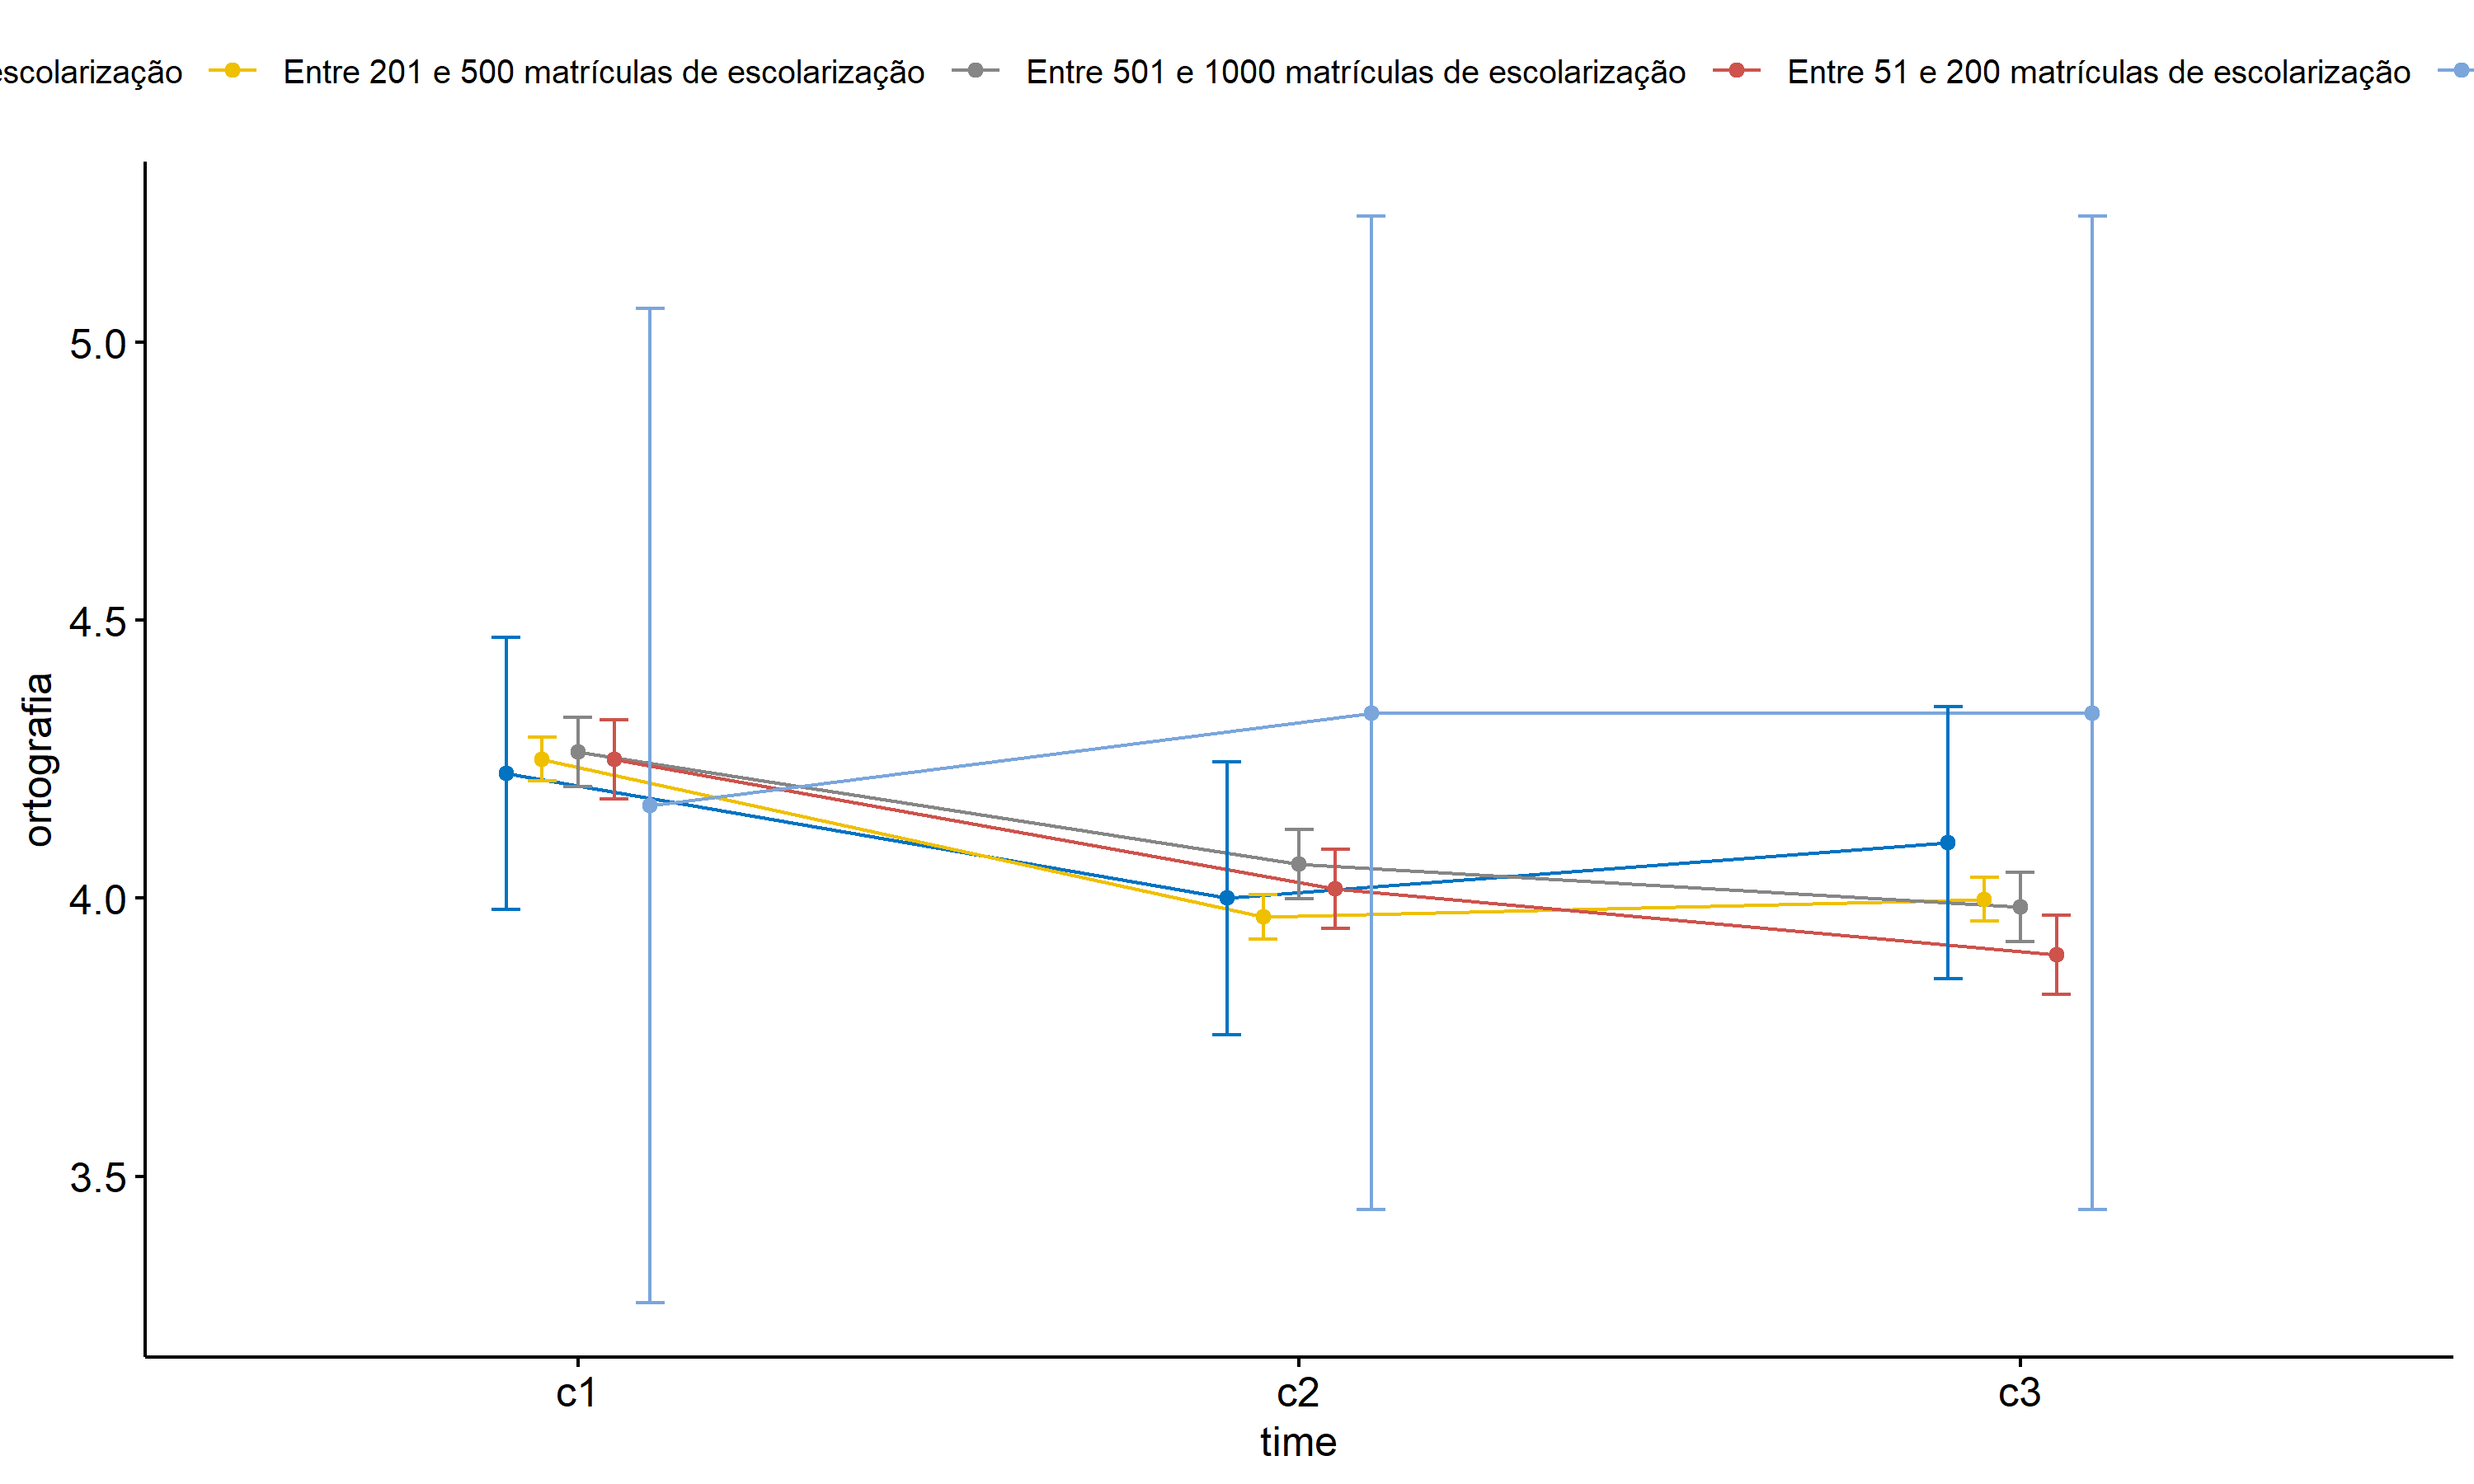 escolarização Entre 201 e 500 matrículas de escolarização Entre 501 e 1000 matrículas de escolarização Entre 51 e 200 matrículas de escolarização
5.0
4.5
4.0
3.5
ortografia
c1 c2 c3
time